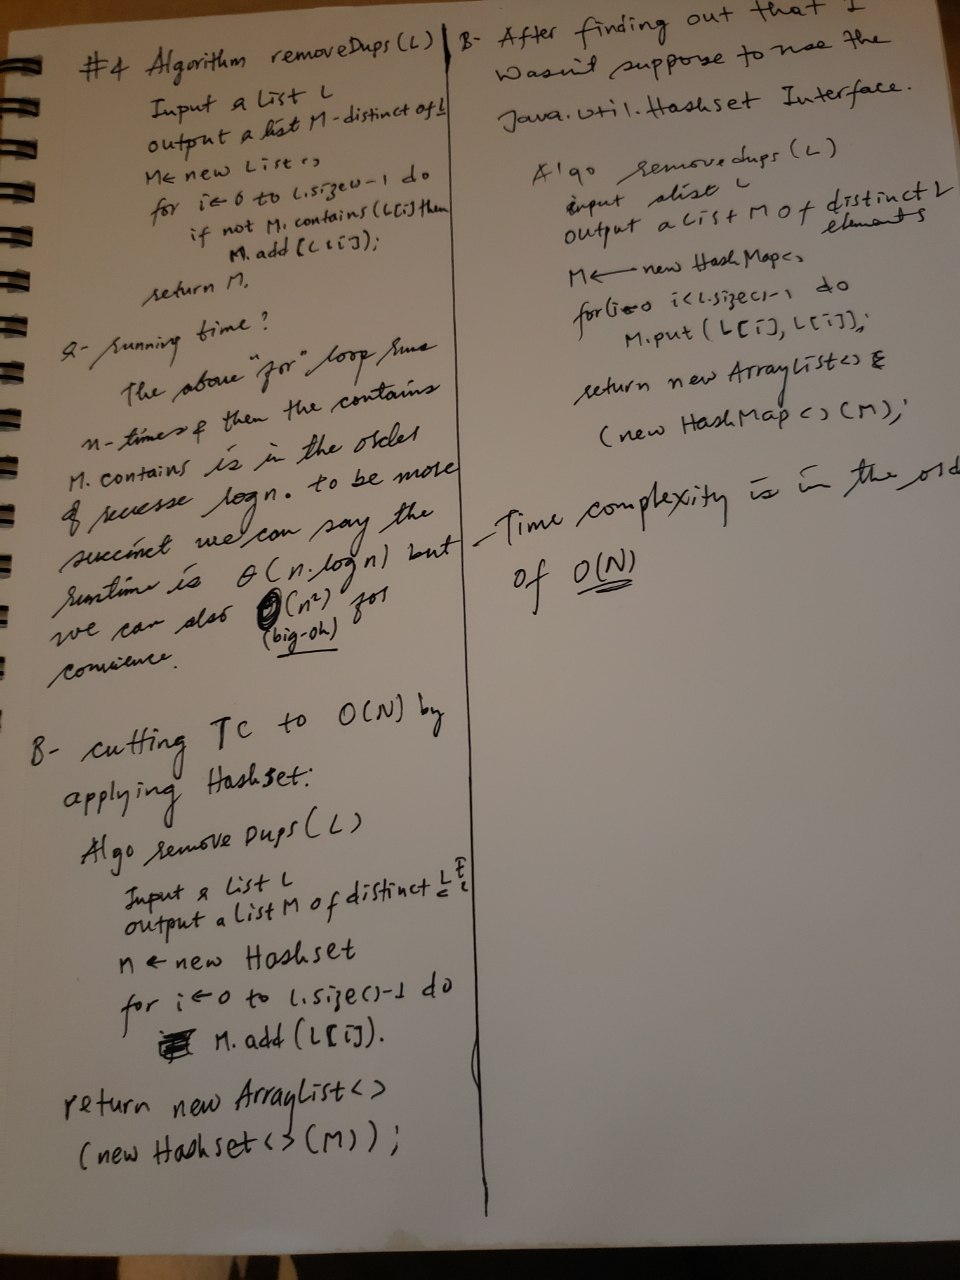 #4 Algorithm removeDups(L)
Input a List L
output a list M-distinct of L
M← new List<>
for i← 0 to L.size()-1 do
if not M.contains(L[i] then
M.add [L[i]);
return M.
a- running time?
The above "for" loop runs
n-times & then the contains
M.contains is in the order
of reverse logn. to be more
succinct we can say the
runtime is θ(n.logn) but
we can also O(n²) for
(big-oh)
convience.
B- cutting TC to O(N) by
applying Hashset:
Algo remove Dups(L)
Input a List L
output a List M of distinct L
n ← new Hashset
for i←0 to L.size()-1 do
M.add(L[i]).
return new ArrayList<>
(new Hashset<>(M));
B- After finding out that I
wasn't suppose to use the
Java.util.Hashset Interface.
Algo removedups(L)
input a list L
output a List M of distinct L
elements
M← new HashMap<>
for(i←0 i<L.size()-1 do
M.put(L[i], L[i]);
return new ArrayList<>
(new HashMap<>(M);
-Time complexity is in the ord
of O(N)